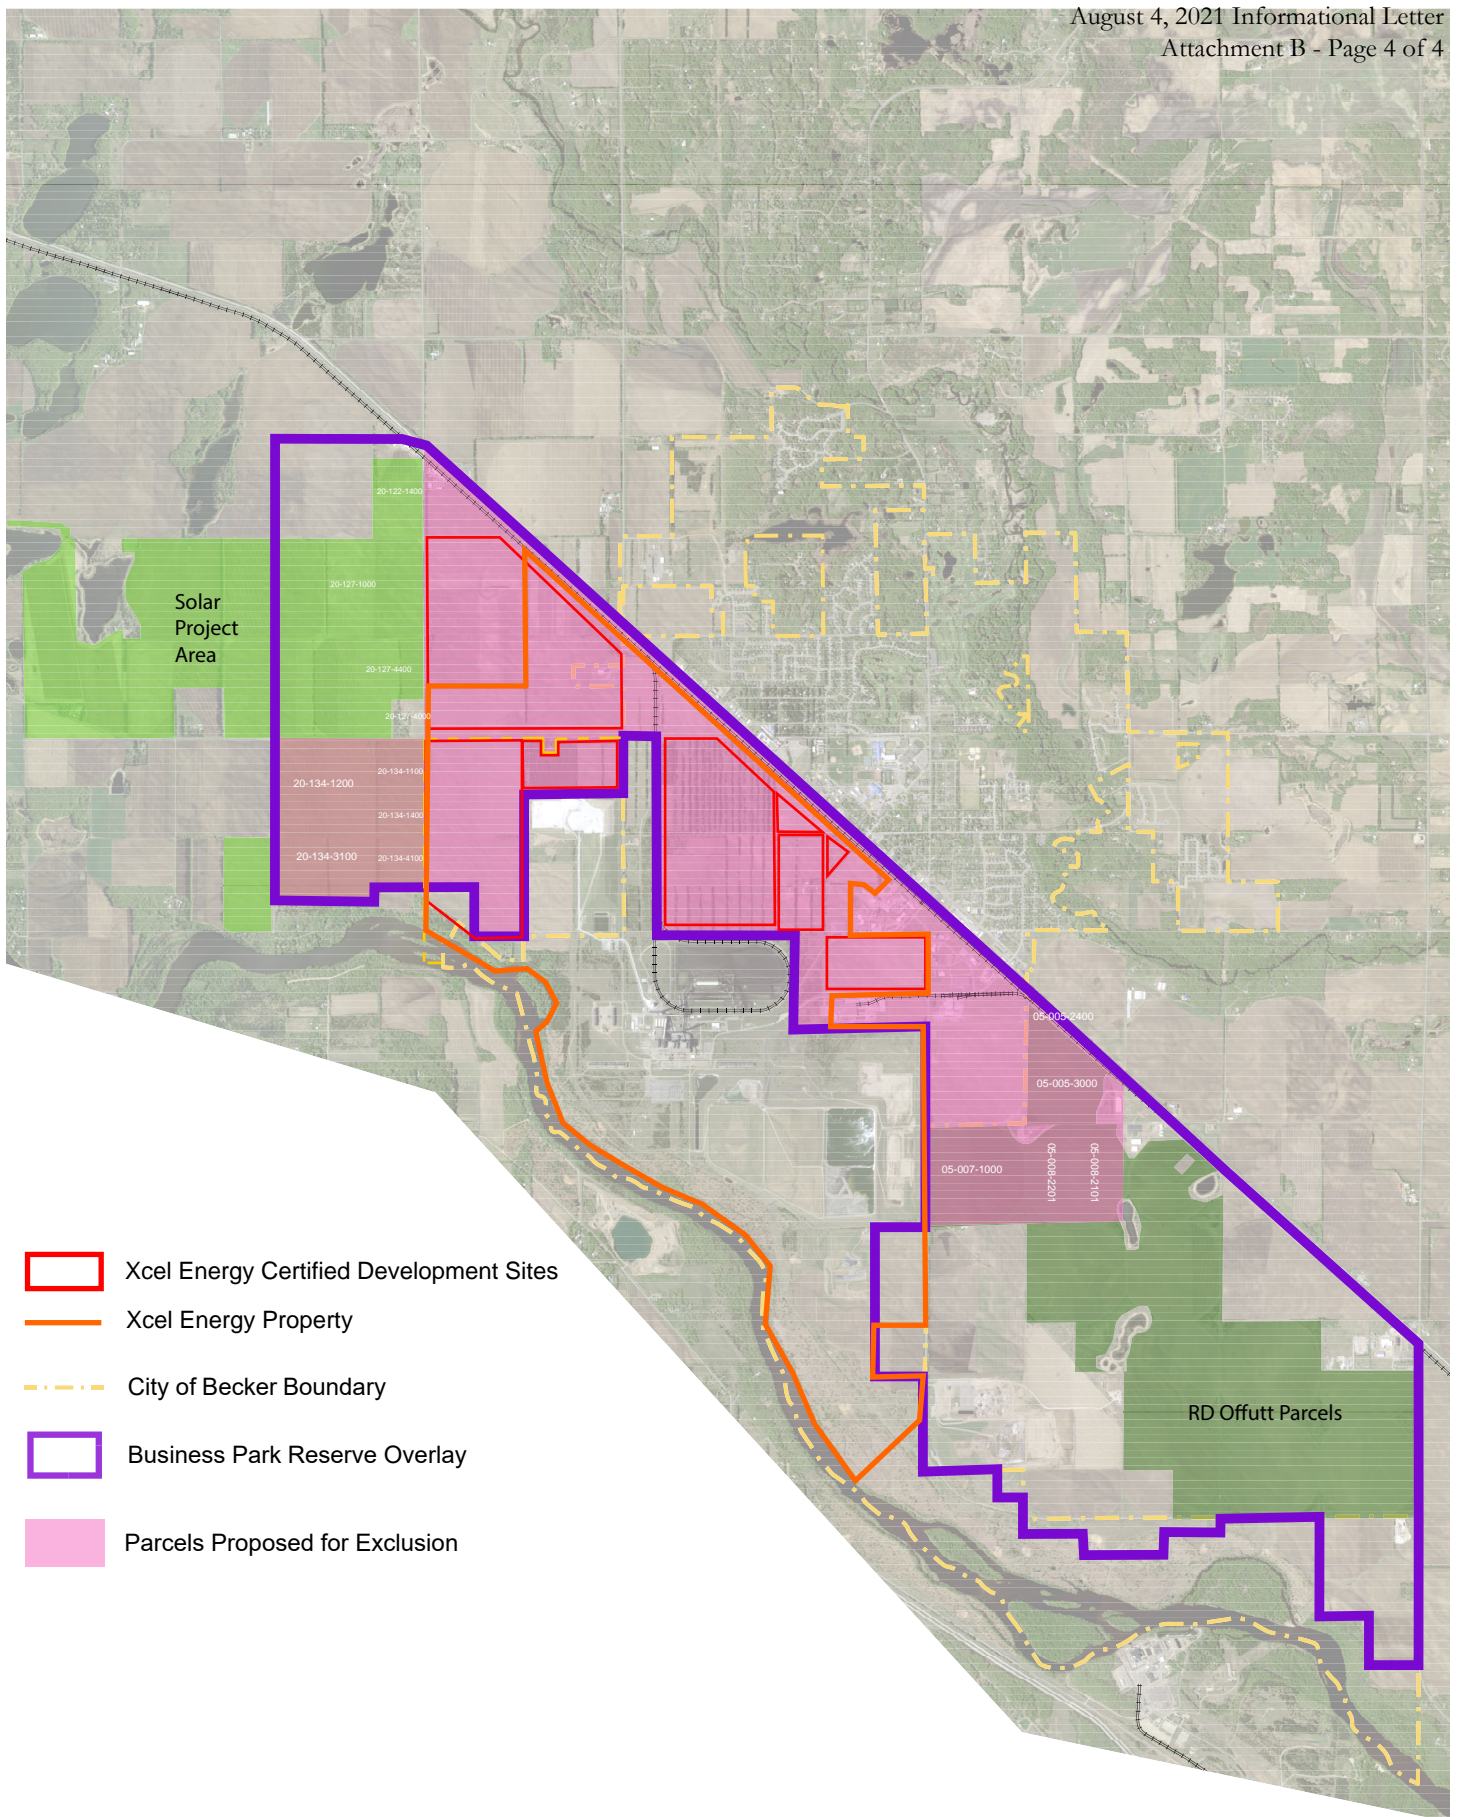 August 4, 2021 Informational Letter
Attachment B - Page 4 of 4
20-122-1400
20-127-1000
Solar
Project
Area
20-127-4400
20-127-4000
20-134-1200
20-134-1100
20-134-1400
20-134-3100
20-134-4100
05-005-2400
05-005-3000
05-007-1000
05-008-2201
05-008-2101
RD Offutt Parcels
Xcel Energy Certified Development Sites
Xcel Energy Property
City of Becker Boundary
Business Park Reserve Overlay
Parcels Proposed for Exclusion